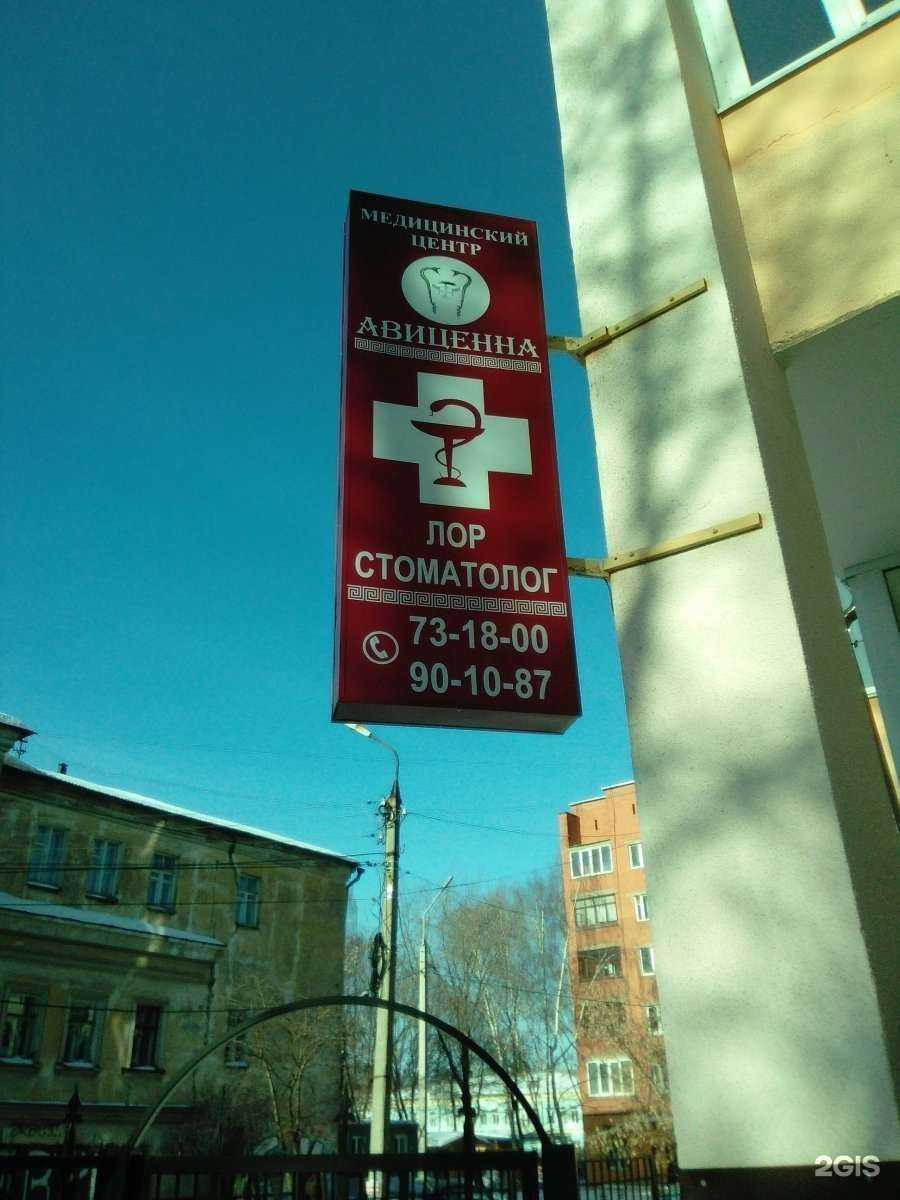 МЕДИЦИНСКИЙ
ЦЕНТР
АВИЦЕННА
ЛОР
СТОМАТОЛОГ
73-18-00
90-10-87
2GIS